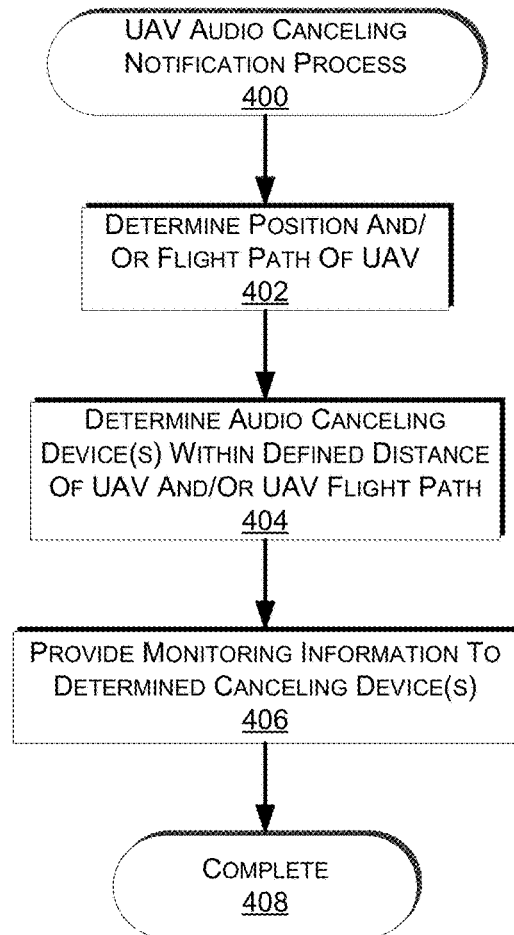 UAV AUDIO CANCELING
NOTIFICATION PROCESS
400
DETERMINE POSITION AND/
OR FLIGHT PATH OF UAV
402
DETERMINE AUDIO CANCELING
DEVICE(S) WITHIN DEFINED DISTANCE
OF UAV AND/OR UAV FLIGHT PATH
404
PROVIDE MONITORING INFORMATION TO
DETERMINED CANCELING DEVICE(S)
406
COMPLETE
408